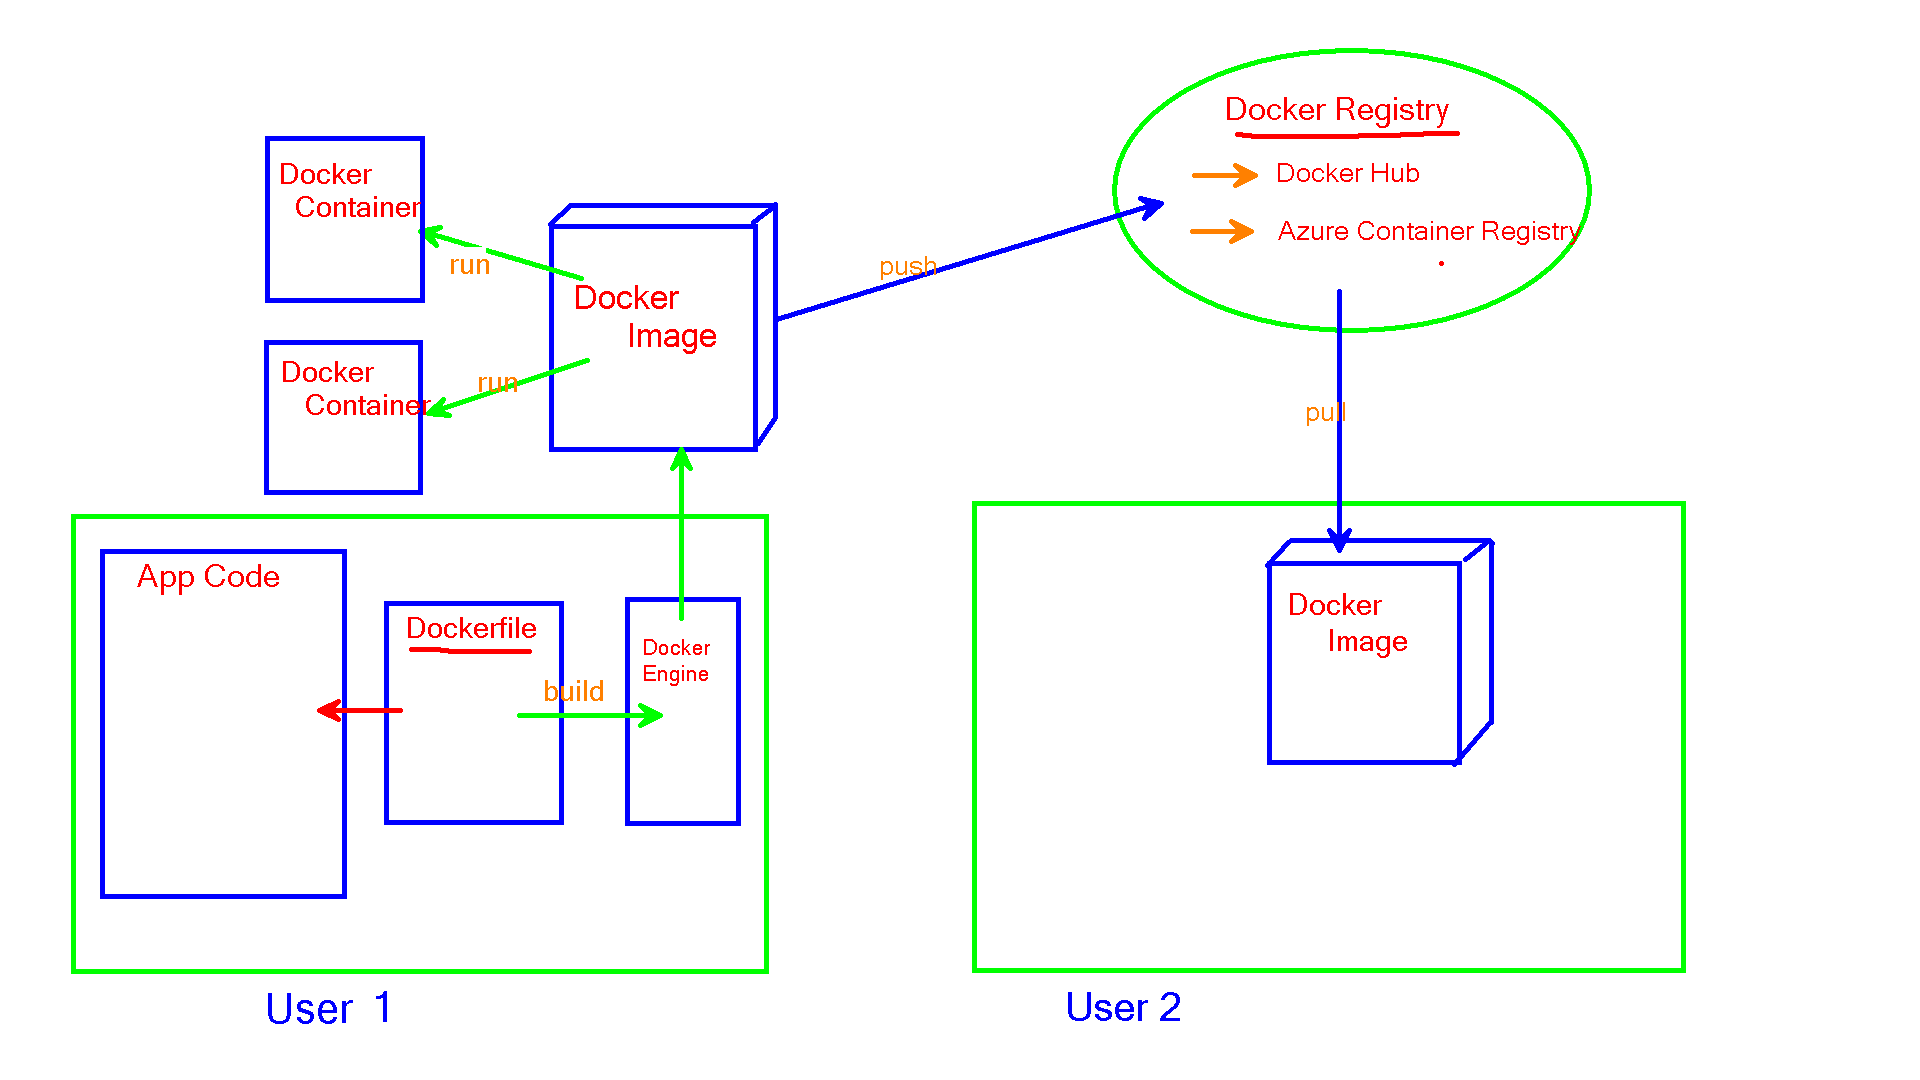 Docker
Container
run
Docker
Container
run
Docker
Image
push
Docker Registry
Docker Hub
Azure Container Registry
pull
App Code
Dockerfile
build
Docker
Engine
User 1
Docker
Image
User 2